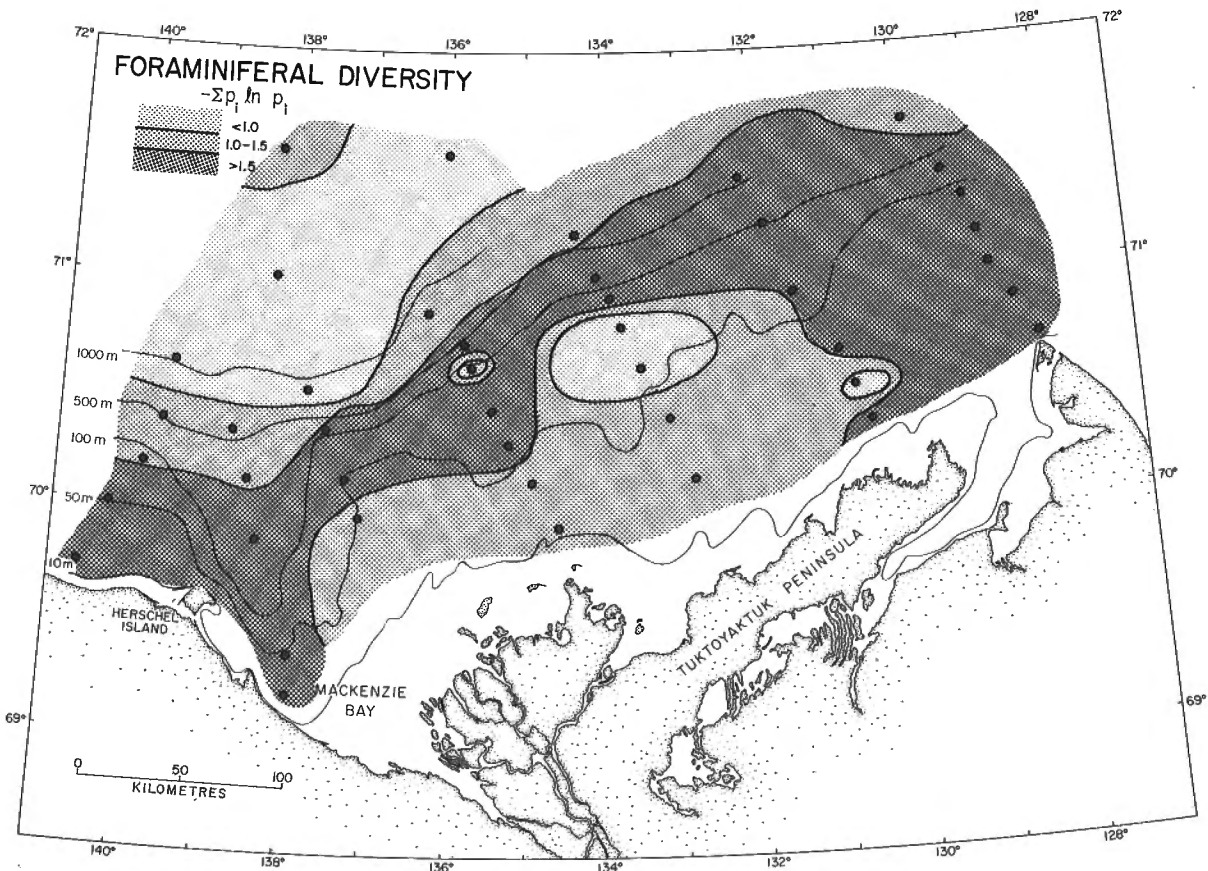 72° 140° 138° 136° 134° 132° 130° 128° 72°
FORAMINIFERAL DIVERSITY
-Σp_i ln p_i
<1.0
1.0-1.5
>1.5
71° 71°
1000 m
500 m
100 m
70° 70°
50m
10m
HERSCHEL
ISLAND
TUKTOYAKTUK PENINSULA
MACKENZIE
BAY
69° 69°
0 50 100
KILOMETRES
140° 138° 136° 134° 132° 130° 128°